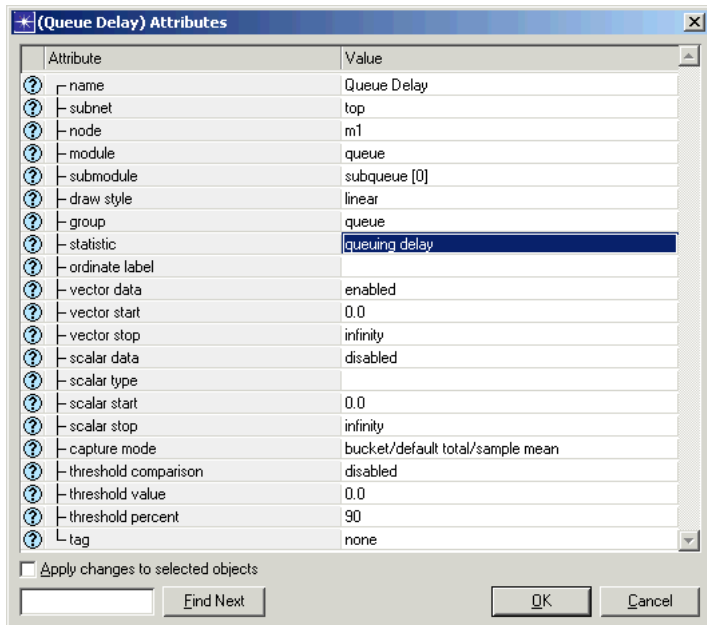 (Queue Delay) Attributes
Attribute Value
? name Queue Delay
? subnet top
? node m1
? module queue
? submodule subqueue [0]
? draw style linear
? group queue
? statistic queuing delay
? ordinate label
? vector data enabled
? vector start 0.0
? vector stop infinity
? scalar data disabled
? scalar type
? scalar start 0.0
? scalar stop infinity
? capture mode bucket/default total/sample mean
? threshold comparison disabled
? threshold value 0.0
? threshold percent 90
? tag none
Apply changes to selected objects
Find Next OK Cancel